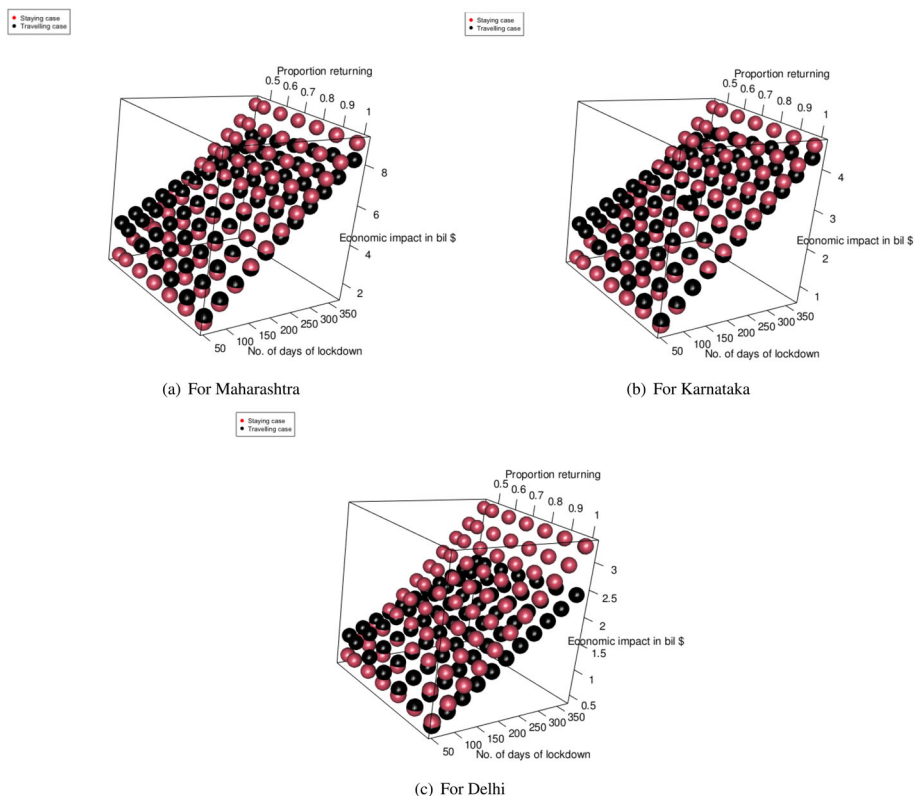 Staying case
Travelling case
Proportion returning
0.5 0.6 0.7 0.8 0.9 1
8
6
Economic impact in bil $
4
2
50 100 150 200 250 300 350
No. of days of lockdown
(a) For Maharashtra
Staying case
Travelling case
Proportion returning
0.5 0.6 0.7 0.8 0.9 1
4
3
Economic impact in bil $
2
1
50 100 150 200 250 300 350
No. of days of lockdown
(b) For Karnataka
Staying case
Travelling case
Proportion returning
0.5 0.6 0.7 0.8 0.9 1
3
2.5
2
Economic impact in bil $
1.5
1
0.5
50 100 150 200 250 300 350
No. of days of lockdown
(c) For Delhi